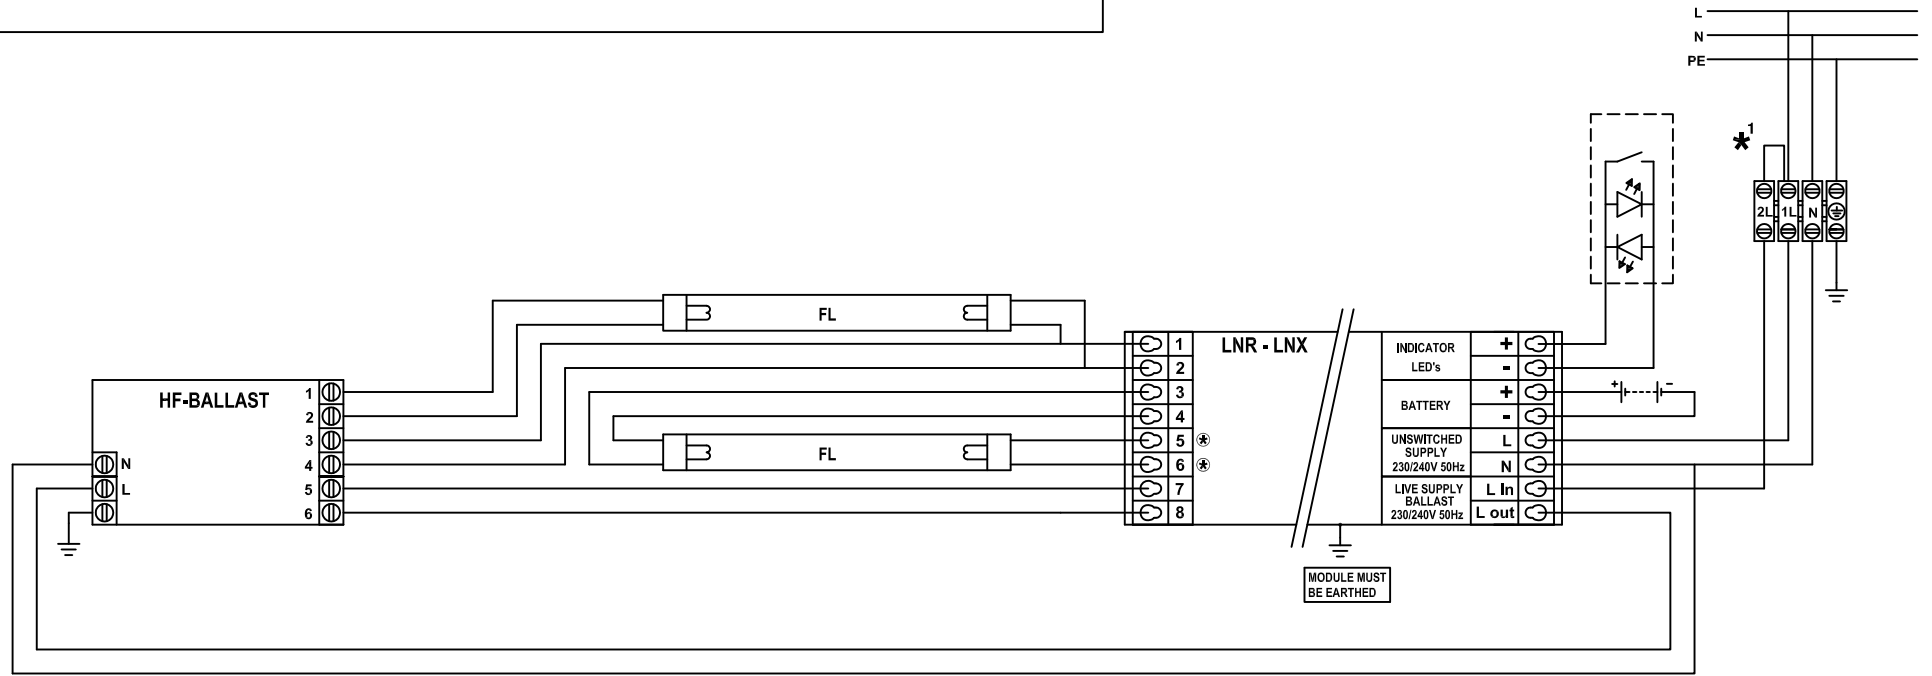 L
N
PE
*1
2L 1L N
FL
HF-BALLAST
1
2
3
4
5
6
N
L
FL
LNR - LNX
1
2
3
4
5 *
6 *
7
8
INDICATOR
LED's
+
-
BATTERY
+
-
+ -
UNSWITCHED
SUPPLY
230/240V 50Hz
L
N
LIVE SUPPLY
BALLAST
230/240V 50Hz
L In
L out
MODULE MUST
BE EARTHED